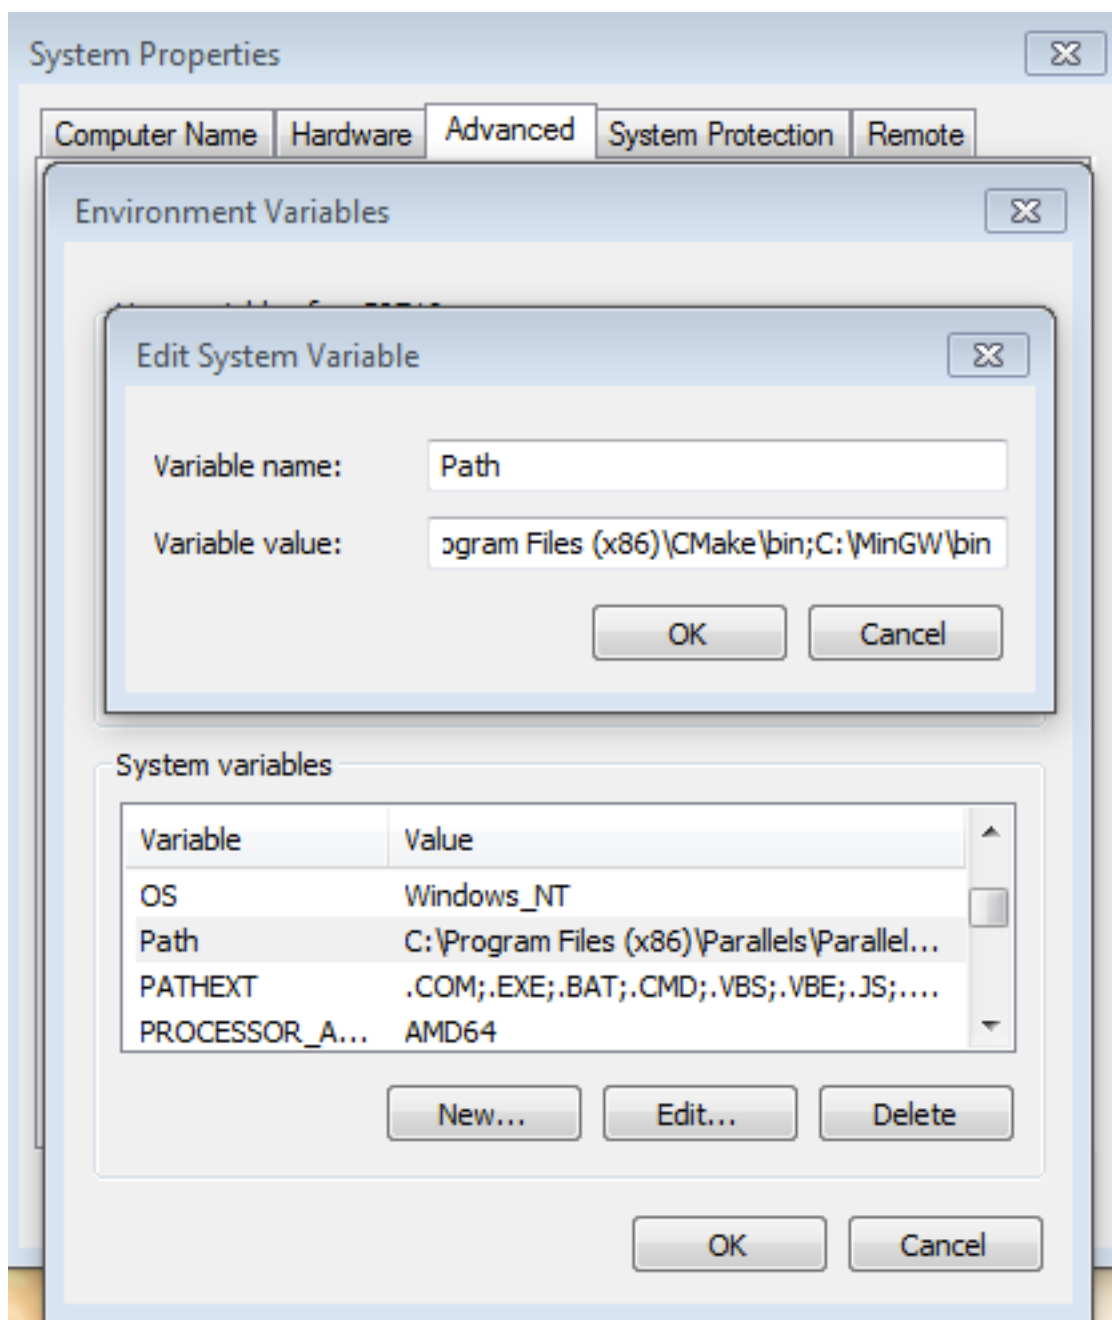 System Properties
Computer Name Hardware Advanced System Protection Remote
Environment Variables
Edit System Variable
Variable name: Path
Variable value: ogram Files (x86)\CMake\bin;C:\MinGW\bin
OK Cancel
System variables
Variable Value
OS Windows_NT
Path C:\Program Files (x86)\Parallels\Parallel...
PATHEXT .COM;.EXE;.BAT;.CMD;.VBS;.VBE;.JS;....
PROCESSOR_A... AMD64
New... Edit... Delete
OK Cancel